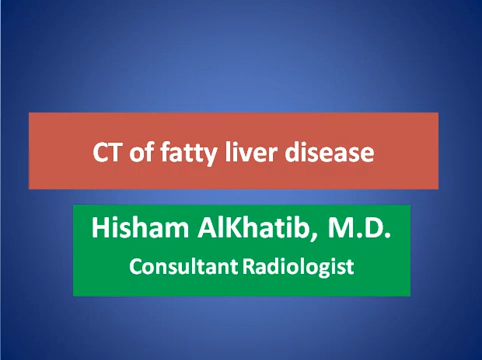 CT of fatty liver disease
Hisham AlKhatib, M.D.
Consultant Radiologist